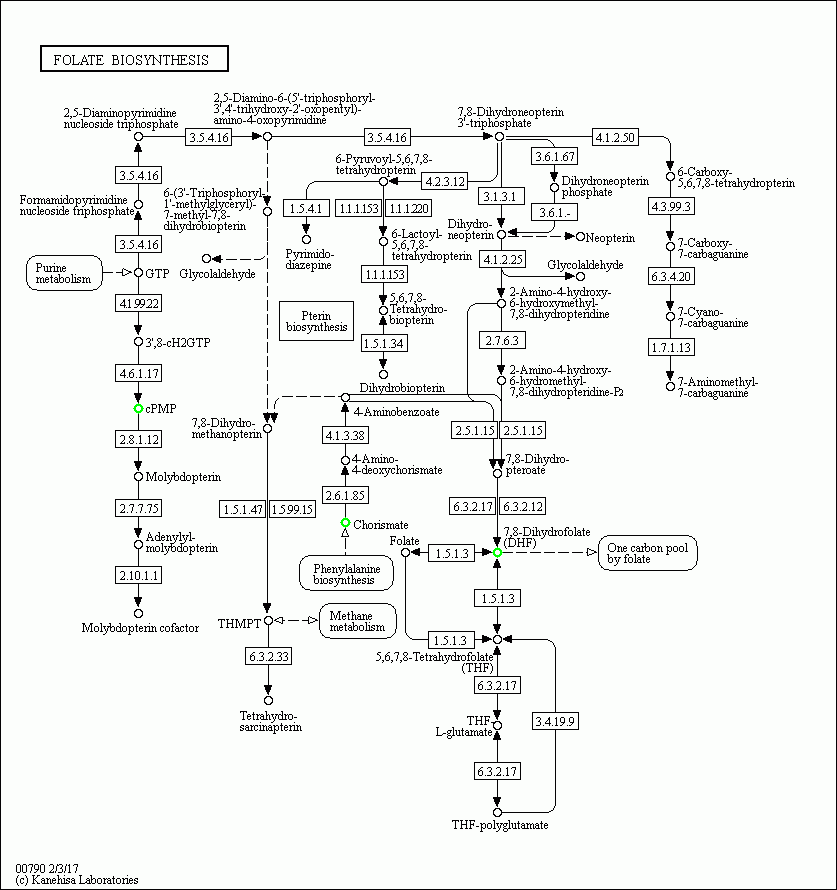 FOLATE BIOSYNTHESIS
2,5-Diaminopyrimidine
nucleoside triphosphate
2,5-Diamino-6-(5'-triphosphoryl-
3',4'-trihydroxy-2'-oxopentyl)-
amino-4-oxopyrimidine
7,8-Dihydroneopterin
3'-triphosphate
3.5.4.16
3.5.4.16
4.1.2.50
3.5.4.16
Formamidopyrimidine
nucleoside triphosphate
6-(3'-Triphosphoryl-
1'-methylglyceryl)-
7-methyl-7,8-
dihydrobiopterin
6-Pyruvoyl-5,6,7,8-
tetrahydropterin
4.2.3.12
3.1.3.1
3.6.1.67
Dihydroneopterin
phosphate
3.6.1.-
6-Carboxy-
5,6,7,8-tetrahydropterin
4.3.99.3
1.5.4.1
1.1.1.153
1.1.1.220
3.5.4.16
Purine
metabolism
GTP
Glycolaldehyde
Pyrimido-
diazepine
6-Lactoyl-
5,6,7,8-
tetrahydropterin
Dihydro-
neopterin
Neopterin
7-Carboxy-
7-carbaguanine
4.1.2.25
Glycolaldehyde
6.3.4.20
1.1.1.153
4.1.99.22
Pterin
biosynthesis
5,6,7,8-
Tetrahydro-
biopterin
2-Amino-4-hydroxy-
6-hydroxymethyl-
7,8-dihydropteridine
7-Cyano-
7-carbaguanine
3',8-cH2GTP
1.5.1.34
2.7.6.3
1.7.1.13
4.6.1.17
Dihydrobiopterin
2-Amino-4-hydroxy-
6-hydromethyl-
7,8-dihydropteridine-P2
7-Aminomethyl-
7-carbaguanine
cPMP
4-Aminobenzoate
7,8-Dihydro-
methanopterin
2.8.1.12
4.1.3.38
2.5.1.15
2.5.1.15
4-Amino-
4-deoxychorismate
7,8-Dihydro-
pteroate
Molybdopterin
2.6.1.85
2.7.7.75
1.5.1.47
1.5.99.15
6.3.2.17
6.3.2.12
Chorismate
Adenylyl-
molybdopterin
Folate
7,8-Dihydrofolate
(DHF)
1.5.1.3
One carbon pool
by folate
Phenylalanine
biosynthesis
2.10.1.1
1.5.1.3
Molybdopterin cofactor
THMPT
Methane
metabolism
1.5.1.3
5,6,7,8-Tetrahydrofolate
(THF)
6.3.2.33
6.3.2.17
Tetrahydro-
sarcinapterin
THF-
L-glutamate
3.4.19.9
6.3.2.17
THF-polyglutamate
00790 2/3/17
(c) Kanehisa Laboratories